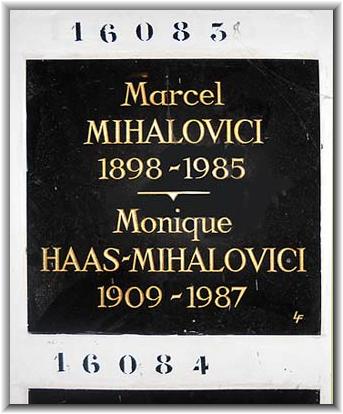 16083
Marcel
MIHALOVICI
1898-1985
Monique
HAAS-MIHALOVICI
1909-1987
LF
16084